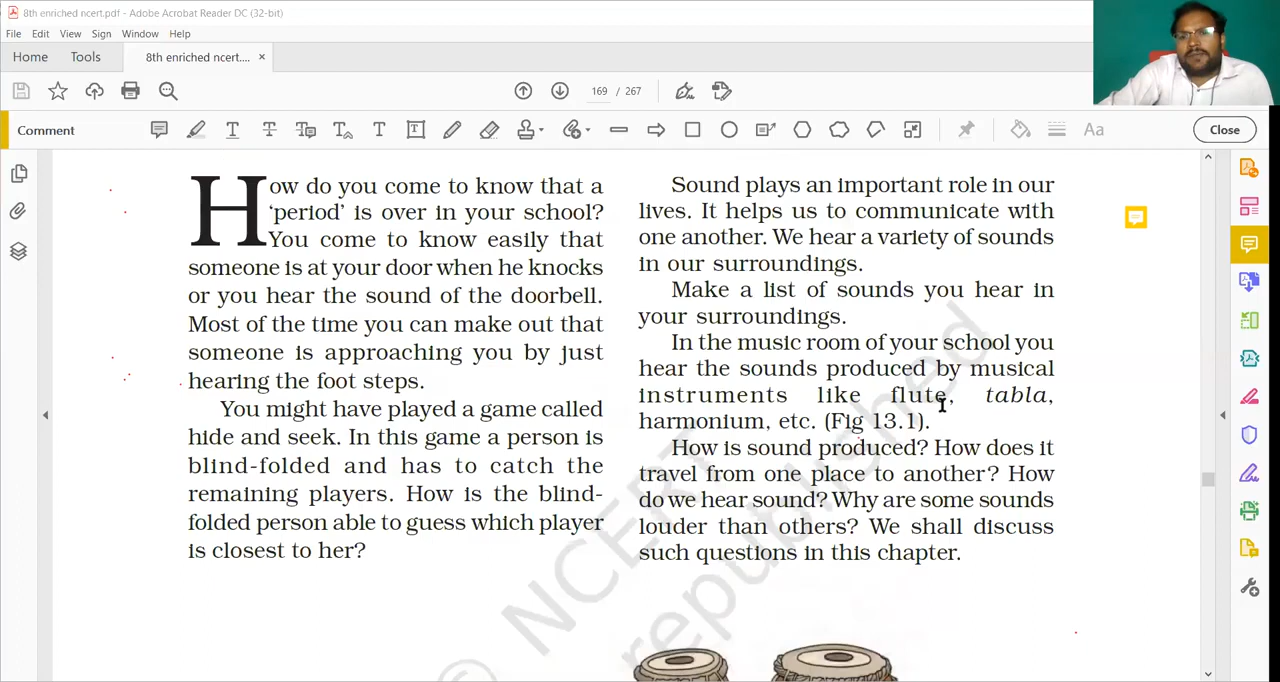 8th enriched ncert.pdf - Adobe Acrobat Reader DC (32-bit)
File Edit View Sign Window Help
Home Tools 8th enriched ncert.... ×
169 / 267
Comment
Aa
Close
How do you come to know that a
‘period’ is over in your school?
You come to know easily that
someone is at your door when he knocks
or you hear the sound of the doorbell.
Most of the time you can make out that
someone is approaching you by just
hearing the foot steps.
You might have played a game called
hide and seek. In this game a person is
blind-folded and has to catch the
remaining players. How is the blind-
folded person able to guess which player
is closest to her?
Sound plays an important role in our
lives. It helps us to communicate with
one another. We hear a variety of sounds
in our surroundings.
Make a list of sounds you hear in
your surroundings.
In the music room of your school you
hear the sounds produced by musical
instruments like flute, tabla,
harmonium, etc. (Fig 13.1).
How is sound produced? How does it
travel from one place to another? How
do we hear sound? Why are some sounds
louder than others? We shall discuss
such questions in this chapter.
© NCERT
republished